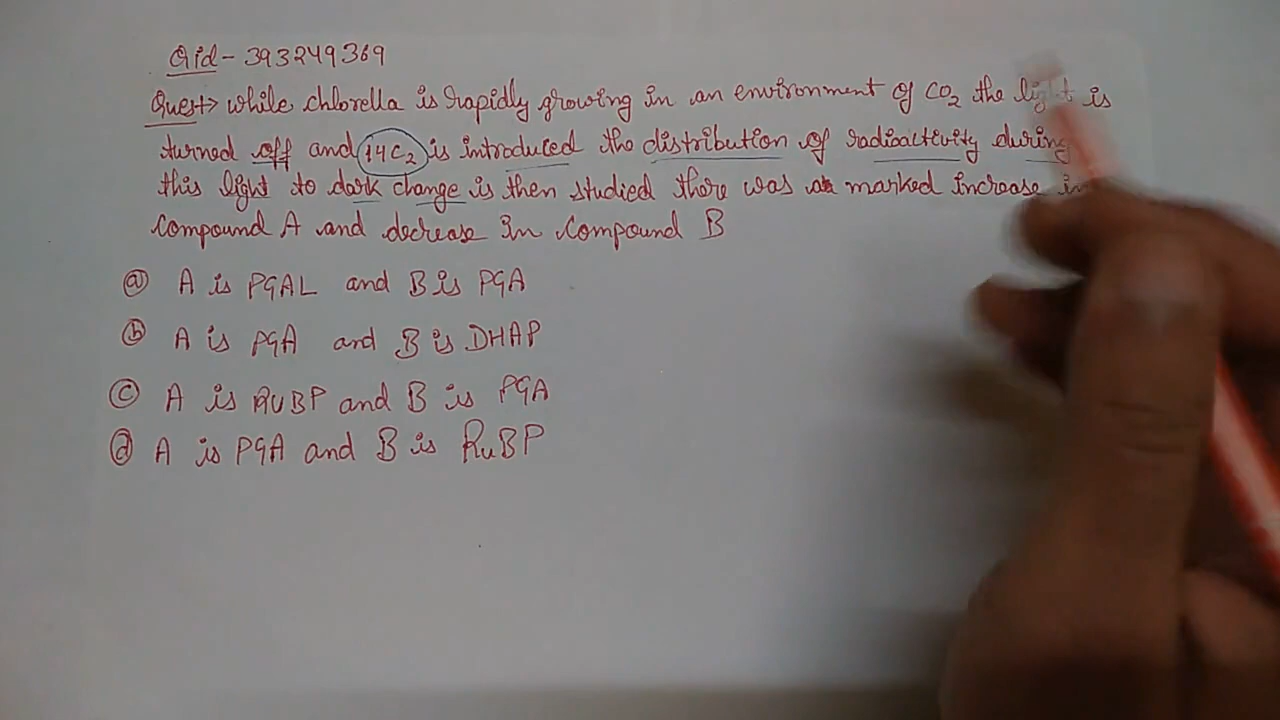 Qid - 393249369
Quest> while chlorella is rapidly growing in an environment of CO2 the light is
turned off and 14C2 is introduced the distribution of radioactivity during
this light to dark change is then studied there was a marked increase in
compound A and decrease in compound B
(a) A is PGAL and B is PGA
(b) A is PGA and B is DHAP
(c) A is RUBP and B is PGA
(d) A is PGA and B is RuBP